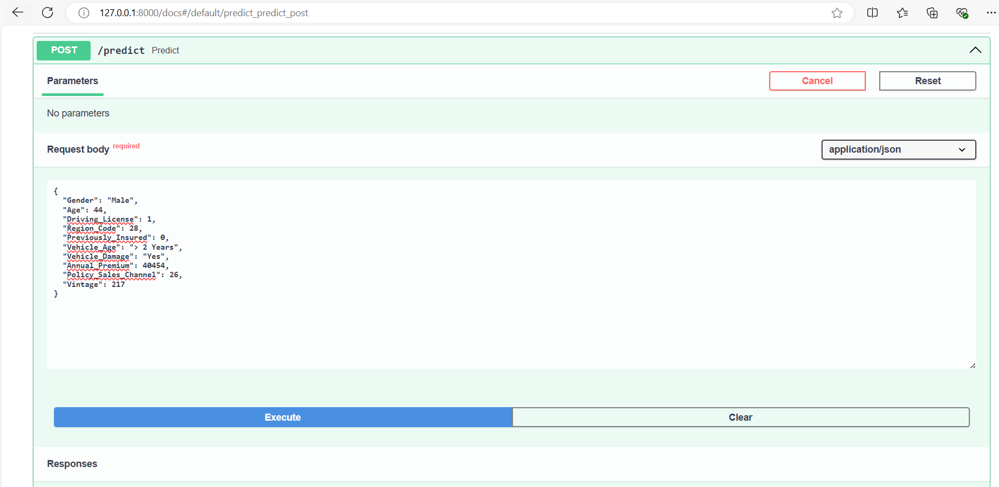 127.0.0.1:8000/docs#/default/predict_predict_post
POST /predict Predict
Parameters
Cancel
Reset
No parameters
Request body required
application/json
{
  "Gender": "Male",
  "Age": 44,
  "Driving_License": 1,
  "Region_Code": 28,
  "Previously_Insured": 0,
  "Vehicle_Age": "> 2 Years",
  "Vehicle_Damage": "Yes",
  "Annual_Premium": 40454,
  "Policy_Sales_Channel": 26,
  "Vintage": 217
}
Execute
Clear
Responses